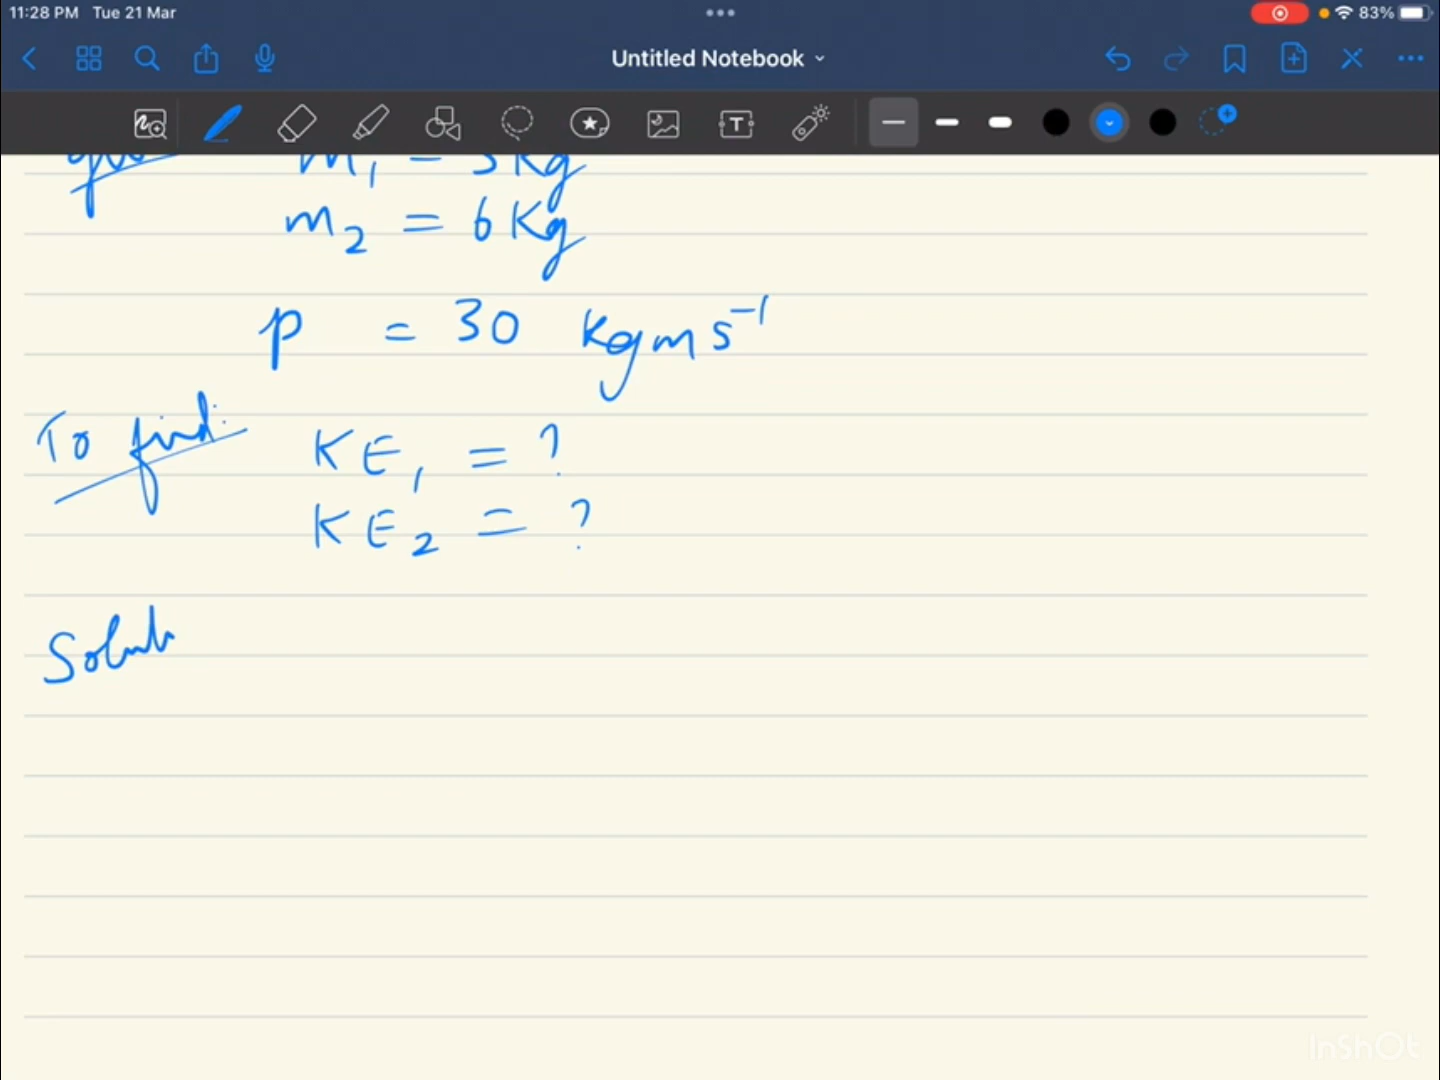 11:28 PM Tue 21 Mar
83%
Untitled Notebook
T
m₂ = 6 Kg
p = 30 kgms⁻¹
To find:
KE₁ = ?
KE₂ = ?
Solut
InShOt